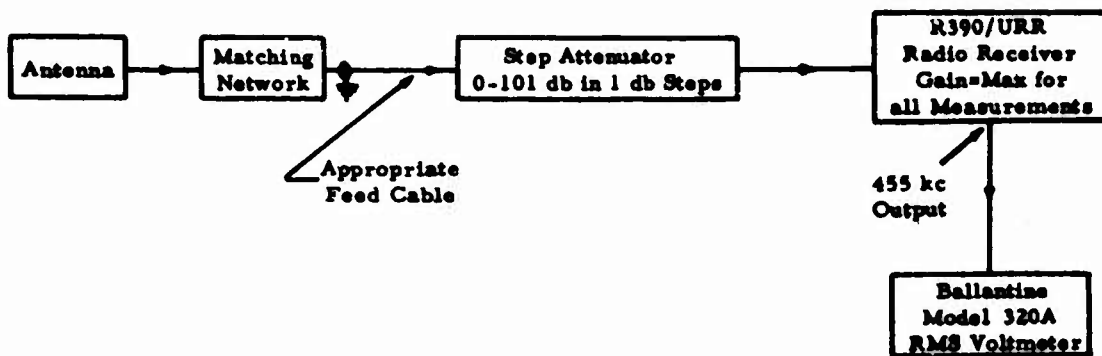 Antenna
Matching
Network
Step Attenuator
0-101 db in 1 db Steps
R390/URR
Radio Receiver
Gain=Max for
all Measurements
Appropriate
Feed Cable
455 kc
Output
Ballantine
Model 320A
RMS Voltmeter